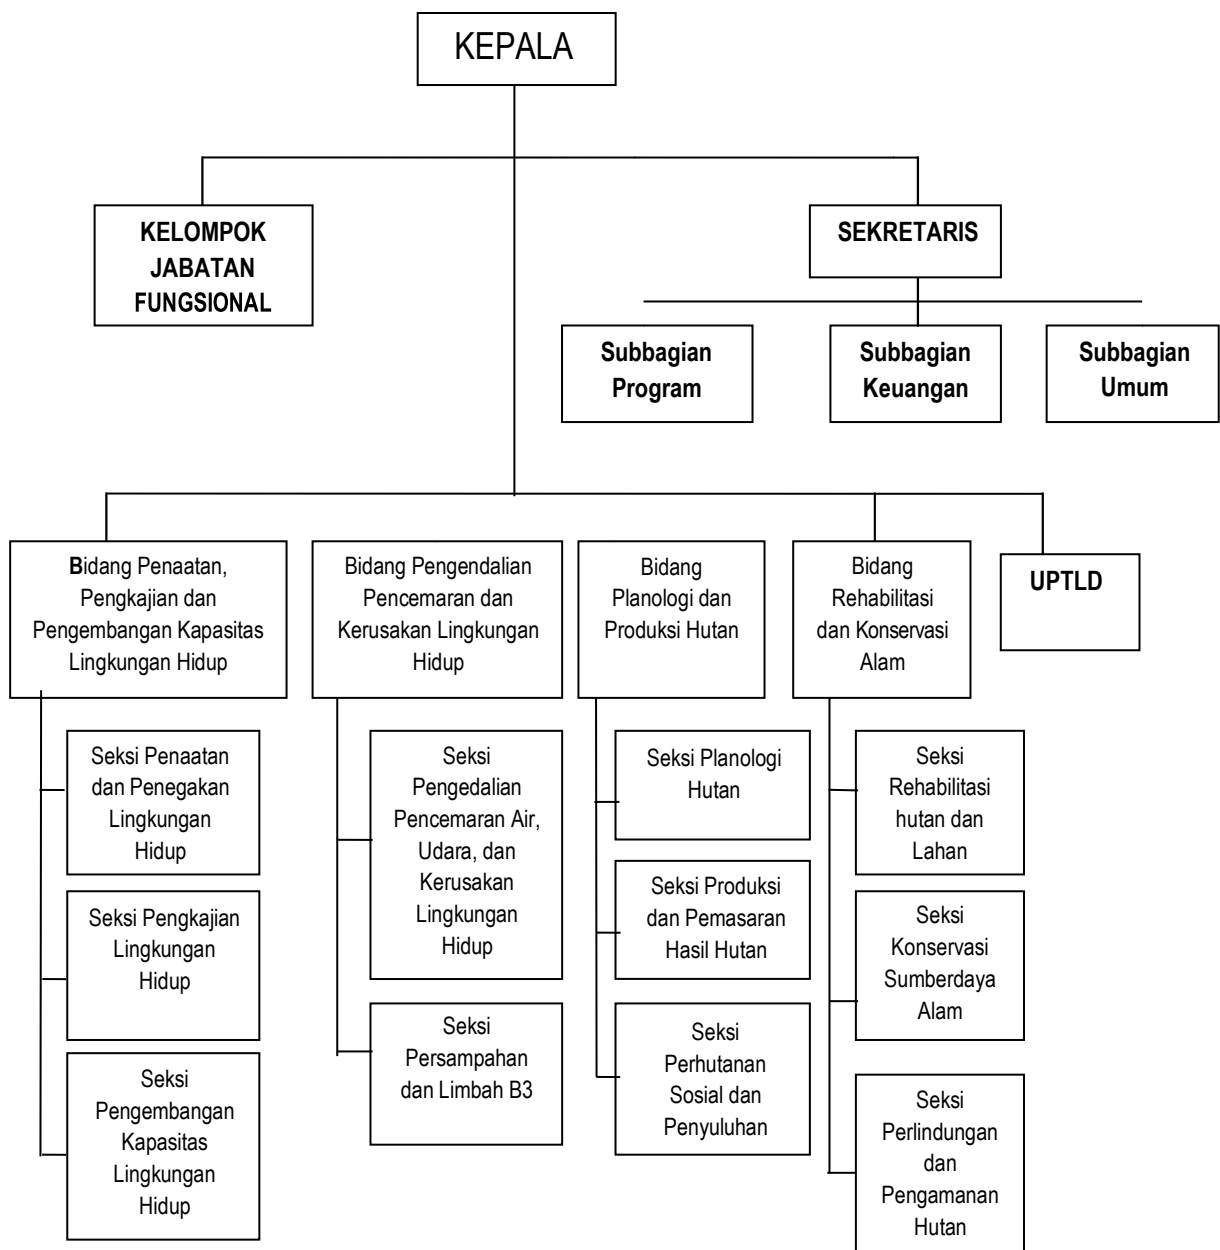 KEPALA
KELOMPOK
JABATAN
FUNGSIONAL
SEKRETARIS
Subbagian
Program
Subbagian
Keuangan
Subbagian
Umum
Bidang Penaatan,
Pengkajian dan
Pengembangan Kapasitas
Lingkungan Hidup
Bidang Pengendalian
Pencemaran dan
Kerusakan Lingkungan
Hidup
Bidang
Planologi dan
Produksi Hutan
Bidang
Rehabilitasi
dan Konservasi
Alam
UPTLD
Seksi Penaatan
dan Penegakan
Lingkungan
Hidup
Seksi Pengkajian
Lingkungan
Hidup
Seksi
Pengembangan
Kapasitas
Lingkungan
Hidup
Seksi
Pengedalian
Pencemaran Air,
Udara, dan
Kerusakan
Lingkungan
Hidup
Seksi
Persampahan
dan Limbah B3
Seksi Planologi
Hutan
Seksi Produksi
dan Pemasaran
Hasil Hutan
Seksi
Perhutanan
Sosial dan
Penyuluhan
Seksi
Rehabilitasi
hutan dan
Lahan
Seksi
Konservasi
Sumberdaya
Alam
Seksi
Perlindungan
dan
Pengamanan
Hutan